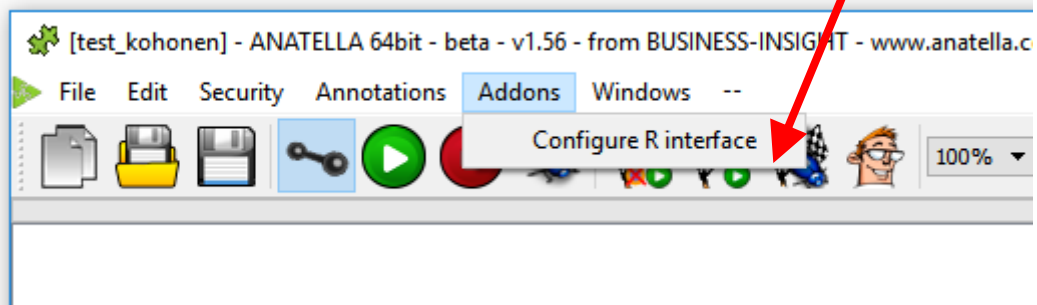 [test_kohonen] - ANATELLA 64bit - beta - v1.56 - from BUSINESS-INSIGHT - www.anatella.c
File Edit Security Annotations Addons Windows --
Configure R interface
100%